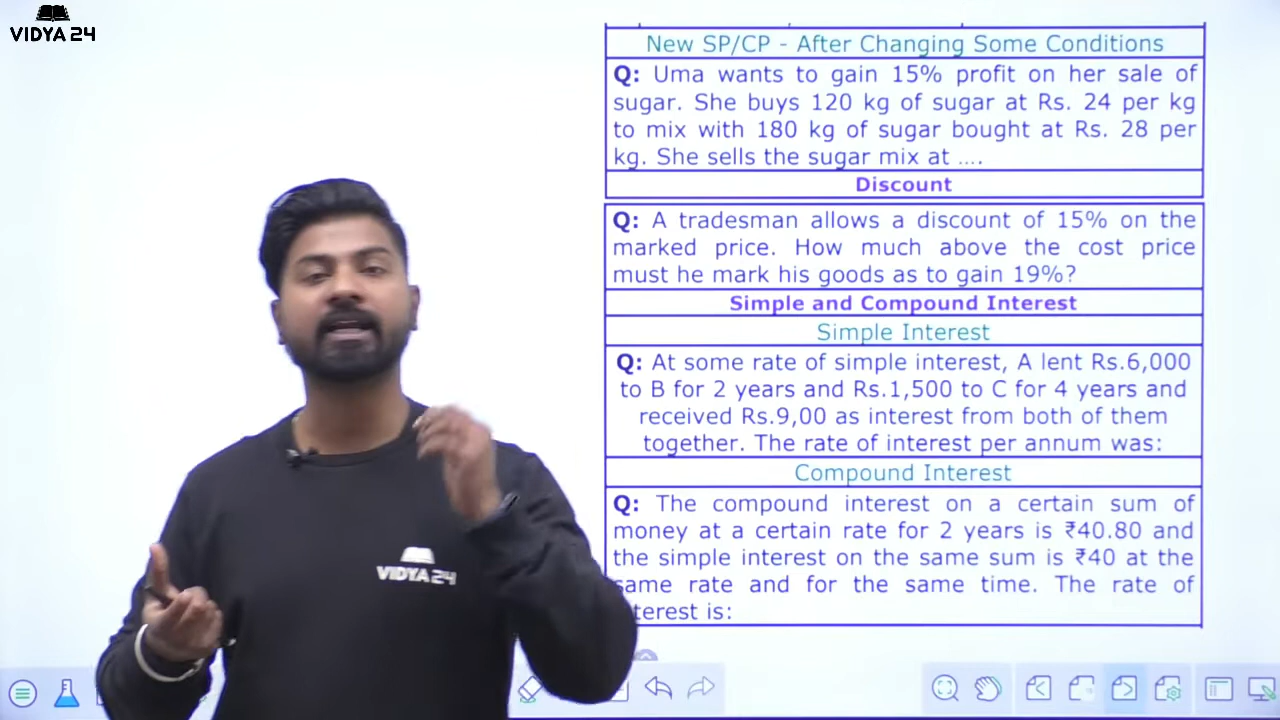 VIDYA 24
New SP/CP - After Changing Some Conditions
Q: Uma wants to gain 15% profit on her sale of
sugar. She buys 120 kg of sugar at Rs. 24 per kg
to mix with 180 kg of sugar bought at Rs. 28 per
kg. She sells the sugar mix at ....
Discount
Q: A tradesman allows a discount of 15% on the
marked price. How much above the cost price
must he mark his goods as to gain 19%?
Simple and Compound Interest
Simple Interest
Q: At some rate of simple interest, A lent Rs.6,000
to B for 2 years and Rs.1,500 to C for 4 years and
received Rs.9,00 as interest from both of them
together. The rate of interest per annum was:
Compound Interest
Q: The compound interest on a certain sum of
money at a certain rate for 2 years is ₹40.80 and
the simple interest on the same sum is ₹40 at the
same rate and for the same time. The rate of
terest is:
VIDYA 24